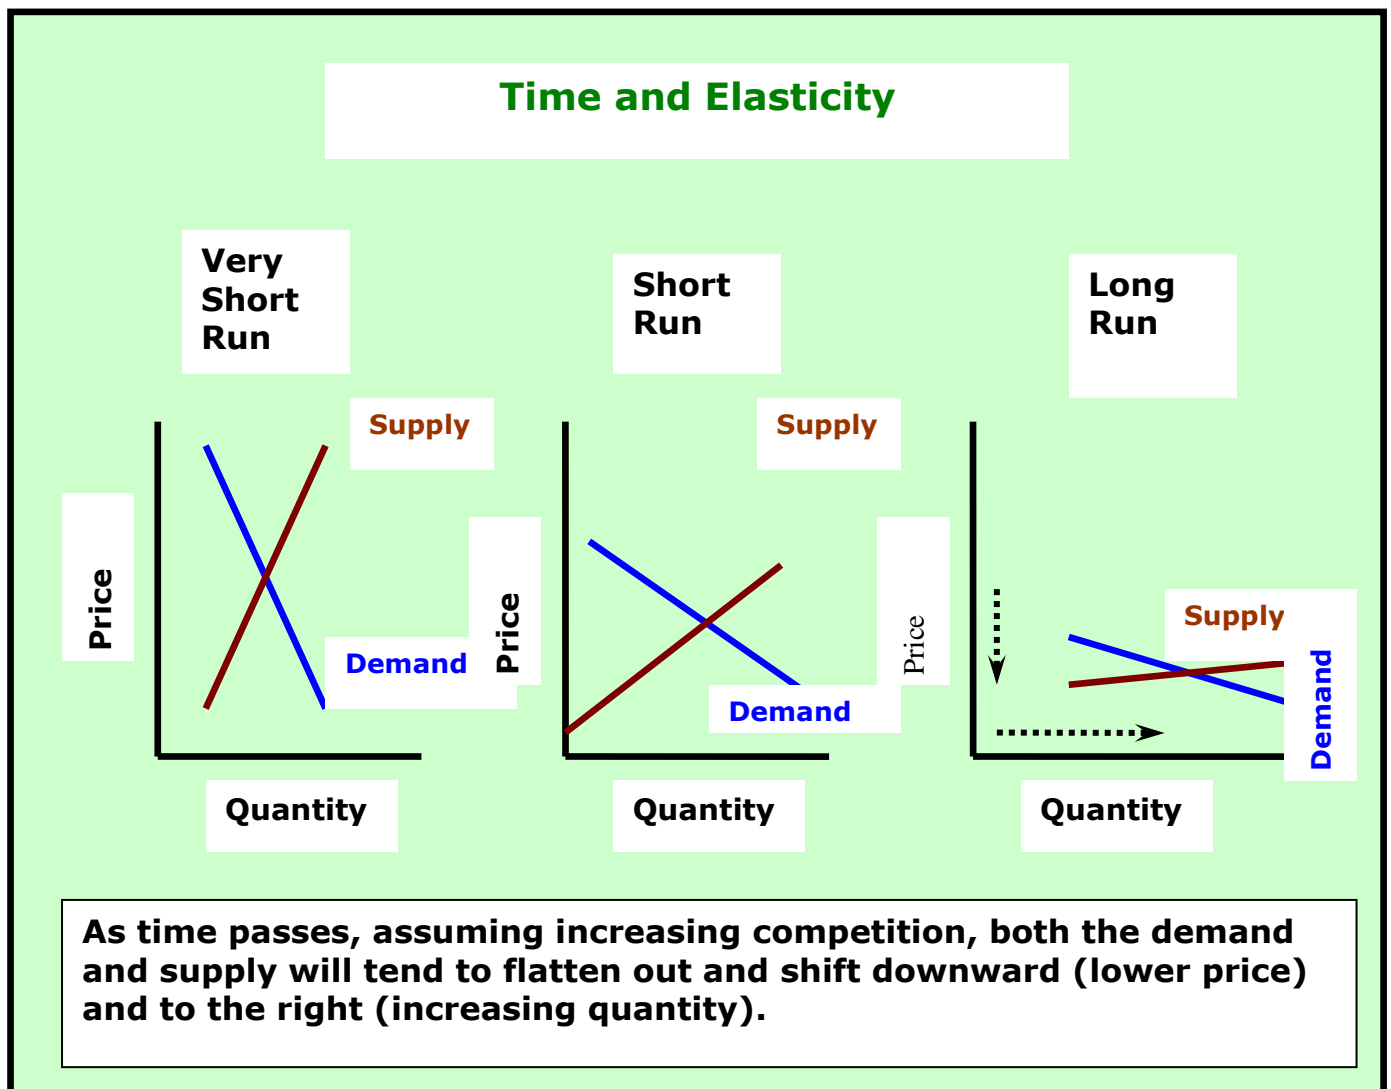 Time and Elasticity
Very
Short
Run
Short
Run
Long
Run
Supply
Demand
Price
Quantity
Supply
Demand
Price
Quantity
Supply
Demand
Price
Quantity
As time passes, assuming increasing competition, both the demand
and supply will tend to flatten out and shift downward (lower price)
and to the right (increasing quantity).